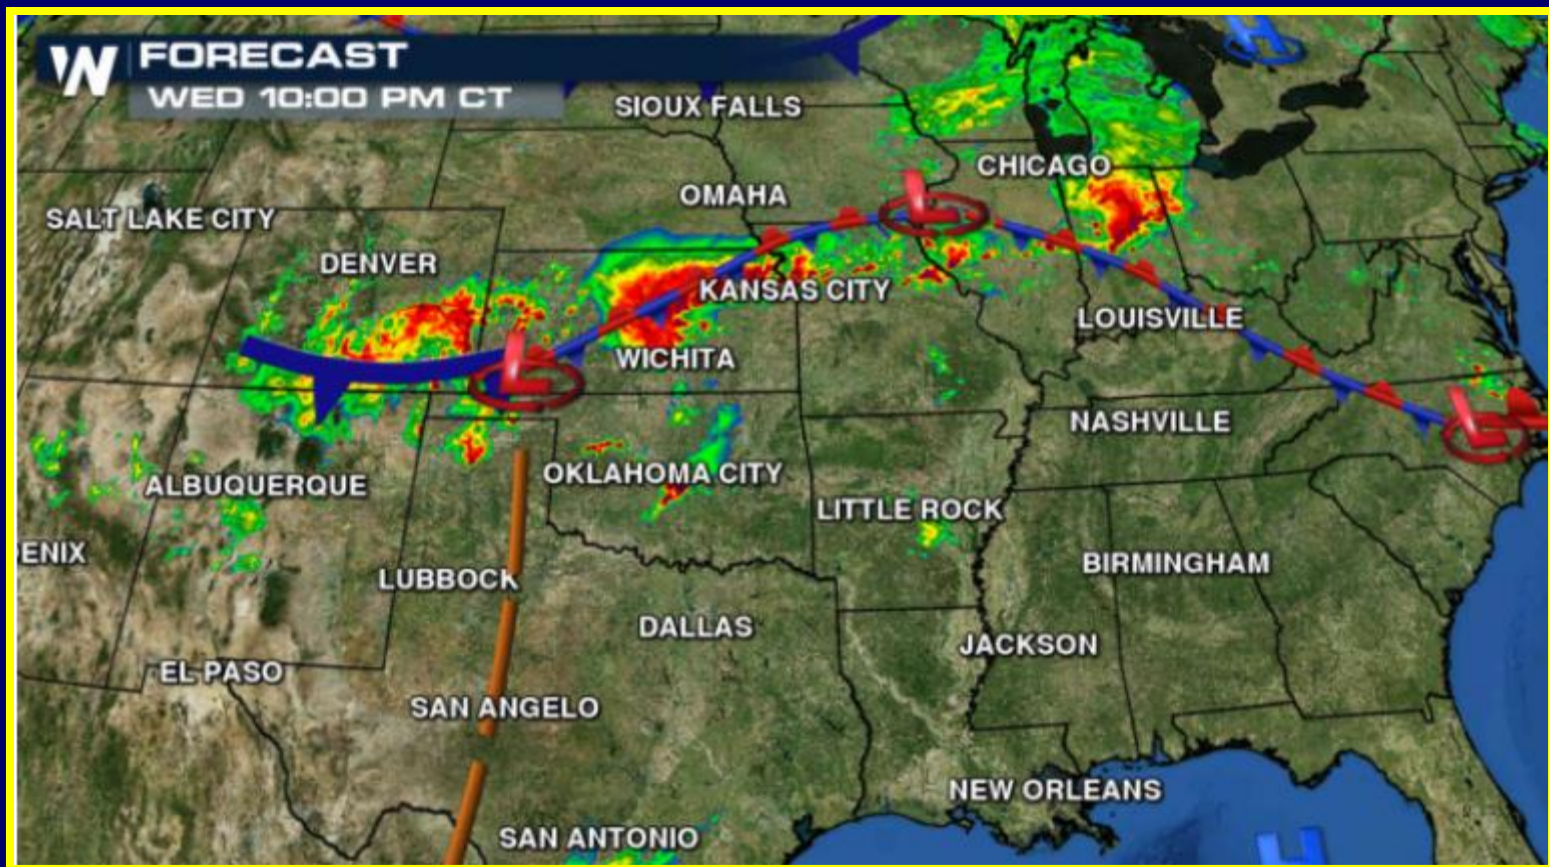 W FORECAST
WED 10:00 PM CT
H
SIOUX FALLS
CHICAGO
OMAHA
L
SALT LAKE CITY
DENVER
KANSAS CITY
LOUISVILLE
WICHITA
L
NASHVILLE
L
OKLAHOMA CITY
ALBUQUERQUE
LITTLE ROCK
ENIX
BIRMINGHAM
LUBBOCK
DALLAS
JACKSON
EL PASO
SAN ANGELO
NEW ORLEANS
SAN ANTONIO
H